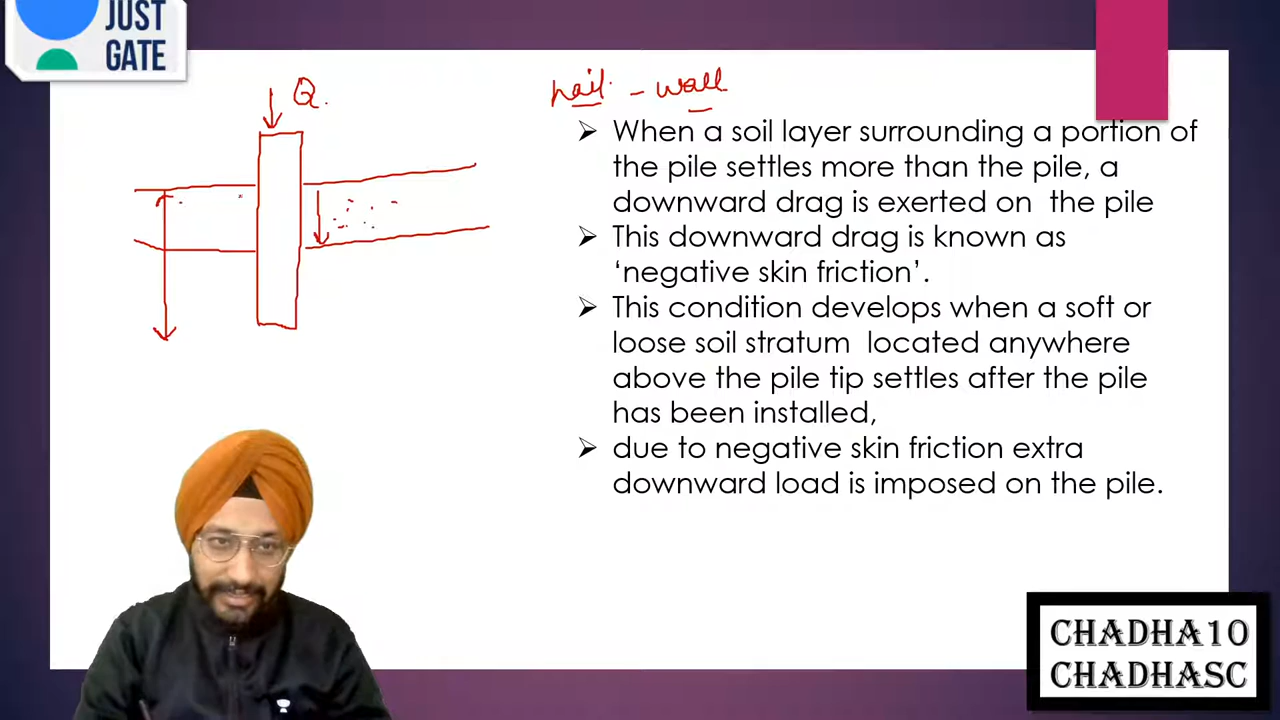 JUST
GATE
Q.
nail - wall
➤ When a soil layer surrounding a portion of
the pile settles more than the pile, a
downward drag is exerted on the pile
➤ This downward drag is known as
‘negative skin friction’.
➤ This condition develops when a soft or
loose soil stratum located anywhere
above the pile tip settles after the pile
has been installed,
➤ due to negative skin friction extra
downward load is imposed on the pile.
CHADHA10
CHADHASC